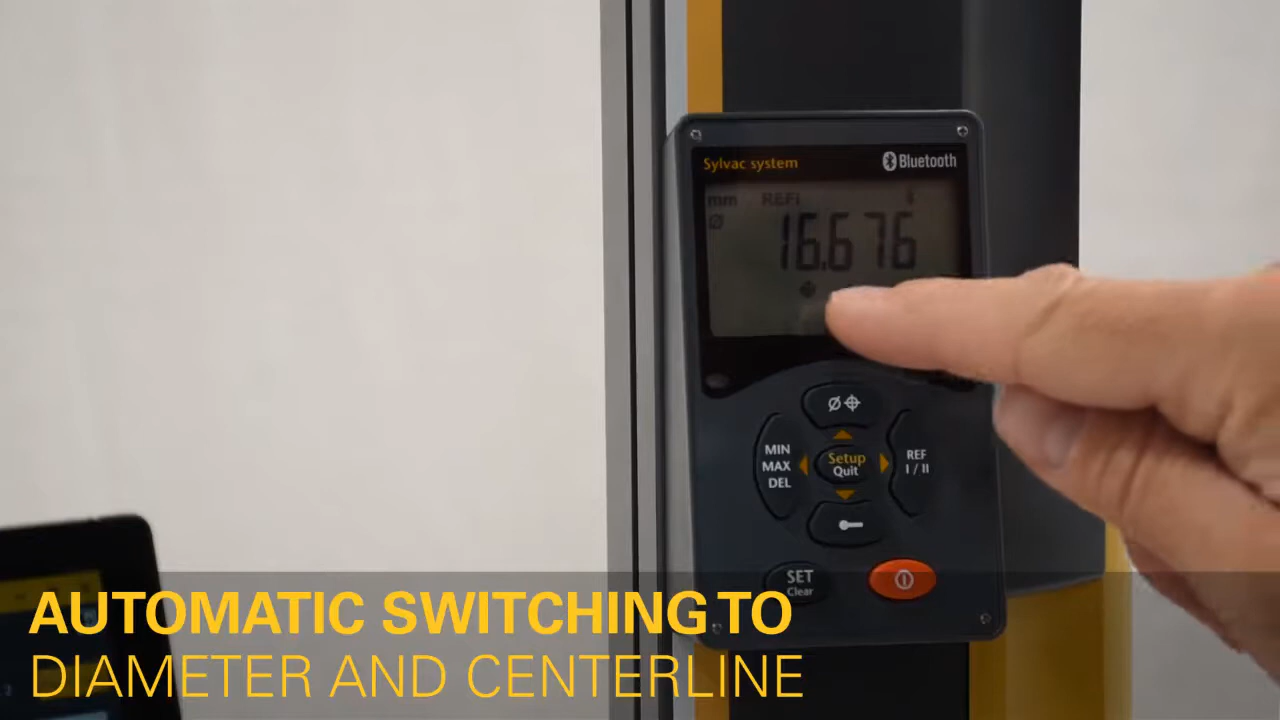 Sylvac system
Bluetooth
mm REFI
Ø
16.676
Ø⌖
MIN
MAX
DEL
Setup
Quit
REF
I / II
SET
Clear
AUTOMATIC SWITCHING TO
DIAMETER AND CENTERLINE